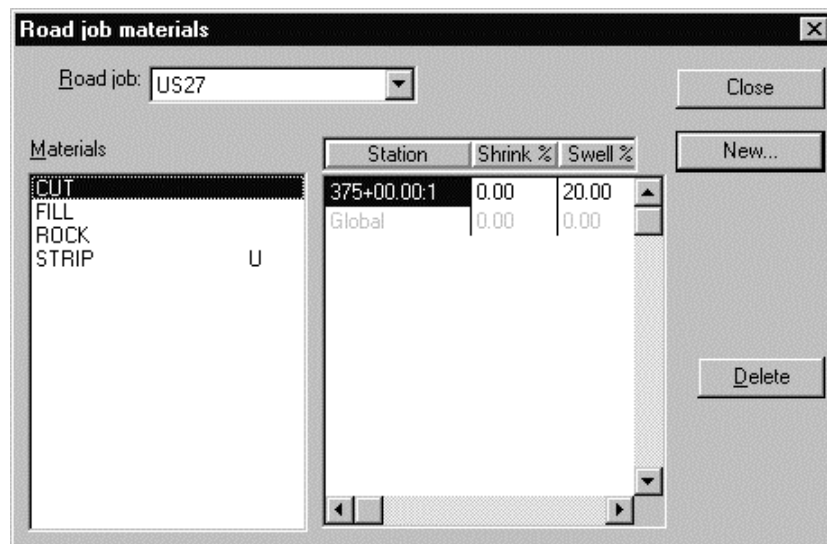 Road job materials
Road job: US27
Close
Materials
Station Shrink % Swell %
New...
CUT
FILL
ROCK
STRIP U
375+00.00:1 0.00 20.00
Global 0.00 0.00
Delete